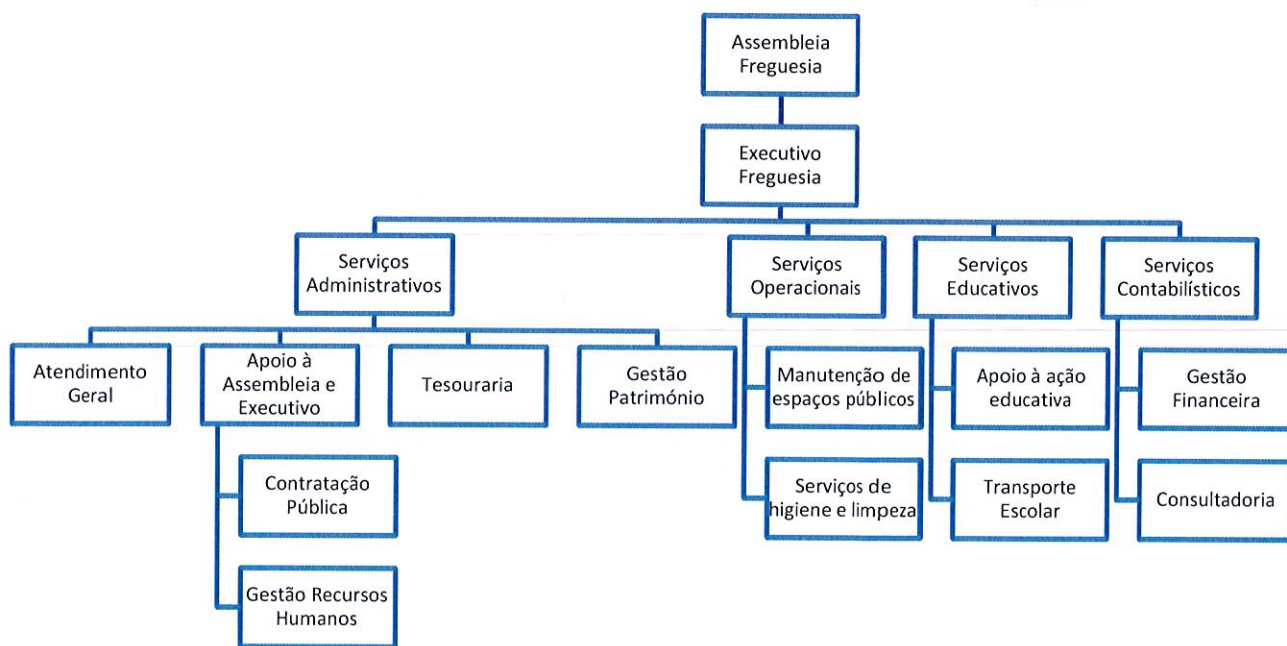 Assembleia
Freguesia
Executivo
Freguesia
Serviços
Administrativos
Serviços
Operacionais
Serviços
Educativos
Serviços
Contabilísticos
Atendimento
Geral
Apoio à
Assembleia e
Executivo
Tesouraria
Gestão
Património
Manutenção de
espaços públicos
Apoio à ação
educativa
Gestão
Financeira
Contratação
Pública
Serviços de
higiene e limpeza
Transporte
Escolar
Consultadoria
Gestão Recursos
Humanos